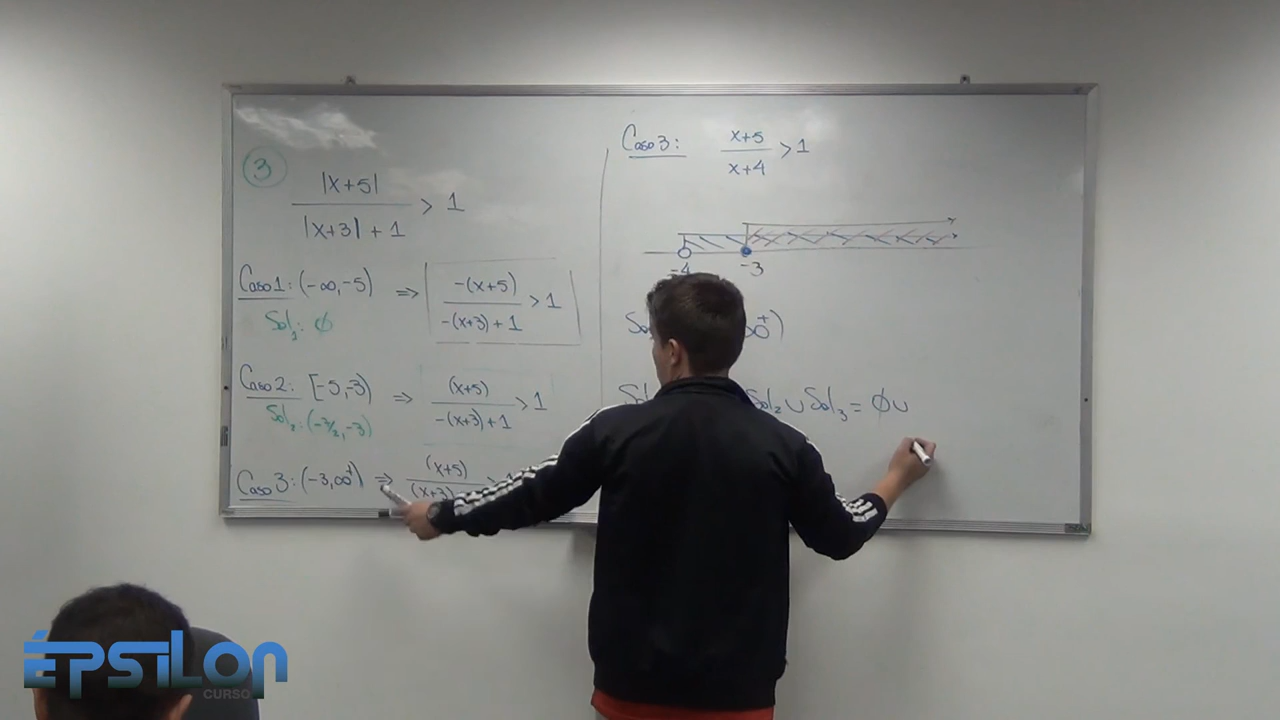 3
|x+5|
|x+3| + 1
> 1
Caso 1: (-∞, -5) => -(x+5)
-(x+3) + 1
> 1
Sol₁: ∅
Caso 2: [-5, -3) => (x+5)
-(x+3) + 1
> 1
Sol₂: (-7/2, -3)
Caso 3: (-3, ∞⁺) => (x+5)
(x+3)
Caso 3:
x+5
x+4
> 1
-4 -3
∞⁺)
Sol₂ ∪ Sol₃ = ∅ ∪
ÉPSILON
CURSO